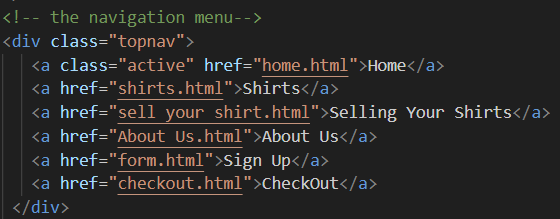 <!-- the navigation menu-->
<div class="topnav">
<a class="active" href="home.html">Home</a>
<a href="shirts.html">Shirts</a>
<a href="sell your shirt.html">Selling Your Shirts</a>
<a href="About Us.html">About Us</a>
<a href="form.html">Sign Up</a>
<a href="checkout.html">CheckOut</a>
</div>